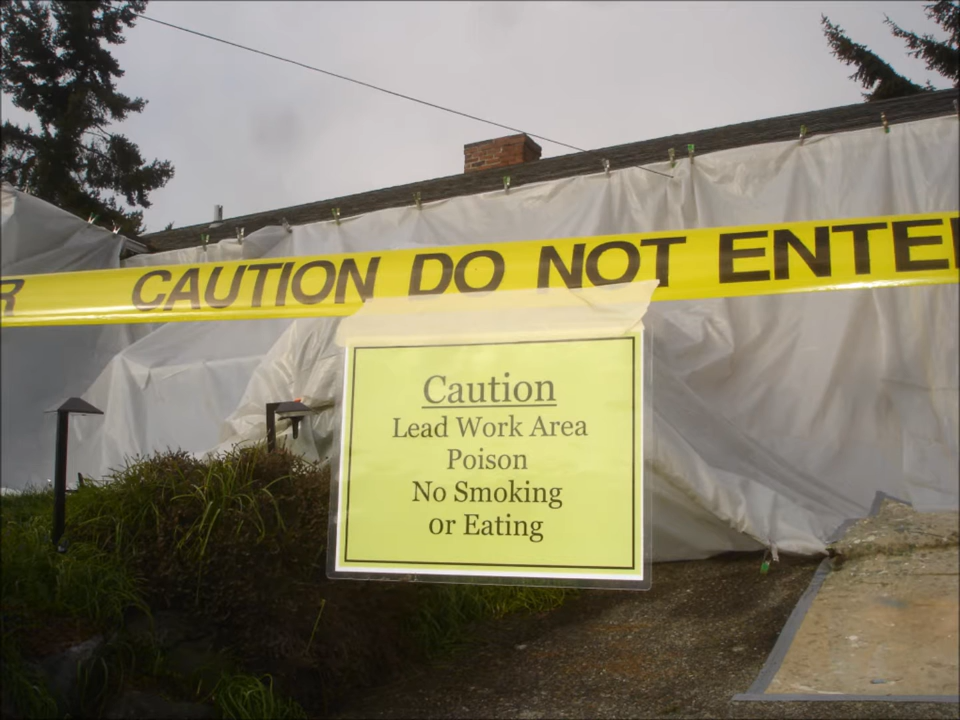 R CAUTION DO NOT ENTE
Caution
Lead Work Area
Poison
No Smoking
or Eating